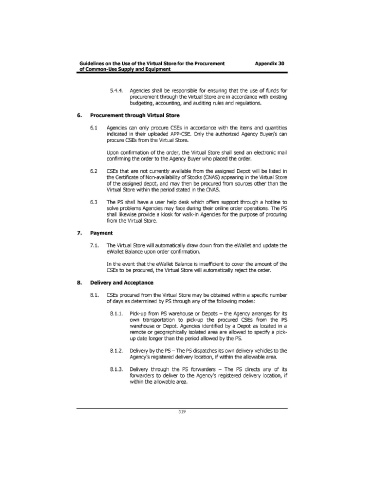 Guidelines on the Use of the Virtual Store for the Procurement Appendix 30
of Common-Use Supply and Equipment
5.4.4. Agencies shall be responsible for ensuring that the use of funds for
procurement through the Virtual Store are in accordance with existing
budgeting, accounting, and auditing rules and regulations.
6. Procurement through Virtual Store
6.1 Agencies can only procure CSEs in accordance with the items and quantities
indicated in their uploaded APP-CSE. Only the authorized Agency Buyer/s can
procure CSEs from the Virtual Store.
Upon confirmation of the order, the Virtual Store shall send an electronic mail
confirming the order to the Agency Buyer who placed the order.
6.2 CSEs that are not currently available from the assigned Depot will be listed in
the Certificate of Non-availability of Stocks (CNAS) appearing in the Virtual Store
of the assigned depot, and may then be procured from sources other than the
Virtual Store within the period stated in the CNAS.
6.3 The PS shall have a user help desk which offers support through a hotline to
solve problems Agencies may face during their online order operations. The PS
shall likewise provide a kiosk for walk-in Agencies for the purpose of procuring
from the Virtual Store.
7. Payment
7.1. The Virtual Store will automatically draw down from the eWallet and update the
eWallet Balance upon order confirmation.
In the event that the eWallet Balance is insufficient to cover the amount of the
CSEs to be procured, the Virtual Store will automatically reject the order.
8. Delivery and Acceptance
8.1. CSEs procured from the Virtual Store may be obtained within a specific number
of days as determined by PS through any of the following modes:
8.1.1. Pick-up from PS warehouse or Depots – the Agency arranges for its
own transportation to pick-up the procured CSEs from the PS
warehouse or Depot. Agencies identified by a Depot as located in a
remote or geographically isolated area are allowed to specify a pick-
up date longer than the period allowed by the PS.
8.1.2. Delivery by the PS – The PS dispatches its own delivery vehicles to the
Agency's registered delivery location, if within the allowable area.
8.1.3. Delivery through the PS forwarders – The PS directs any of its
forwarders to deliver to the Agency's registered delivery location, if
within the allowable area.